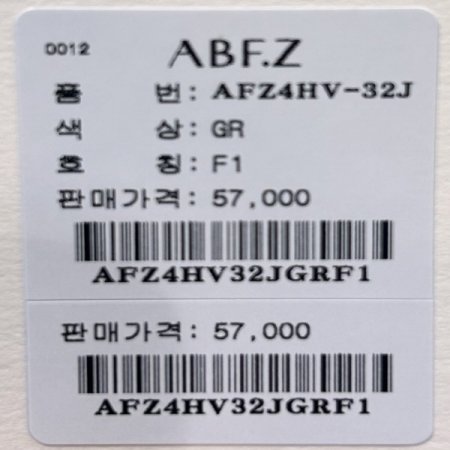 0012 ABF.Z
품 번: AFZ4HV-32J
색 상: GR
호 칭: F1
판매가격: 57,000
AFZ4HV32JGRF1
판매가격: 57,000
AFZ4HV32JGRF1